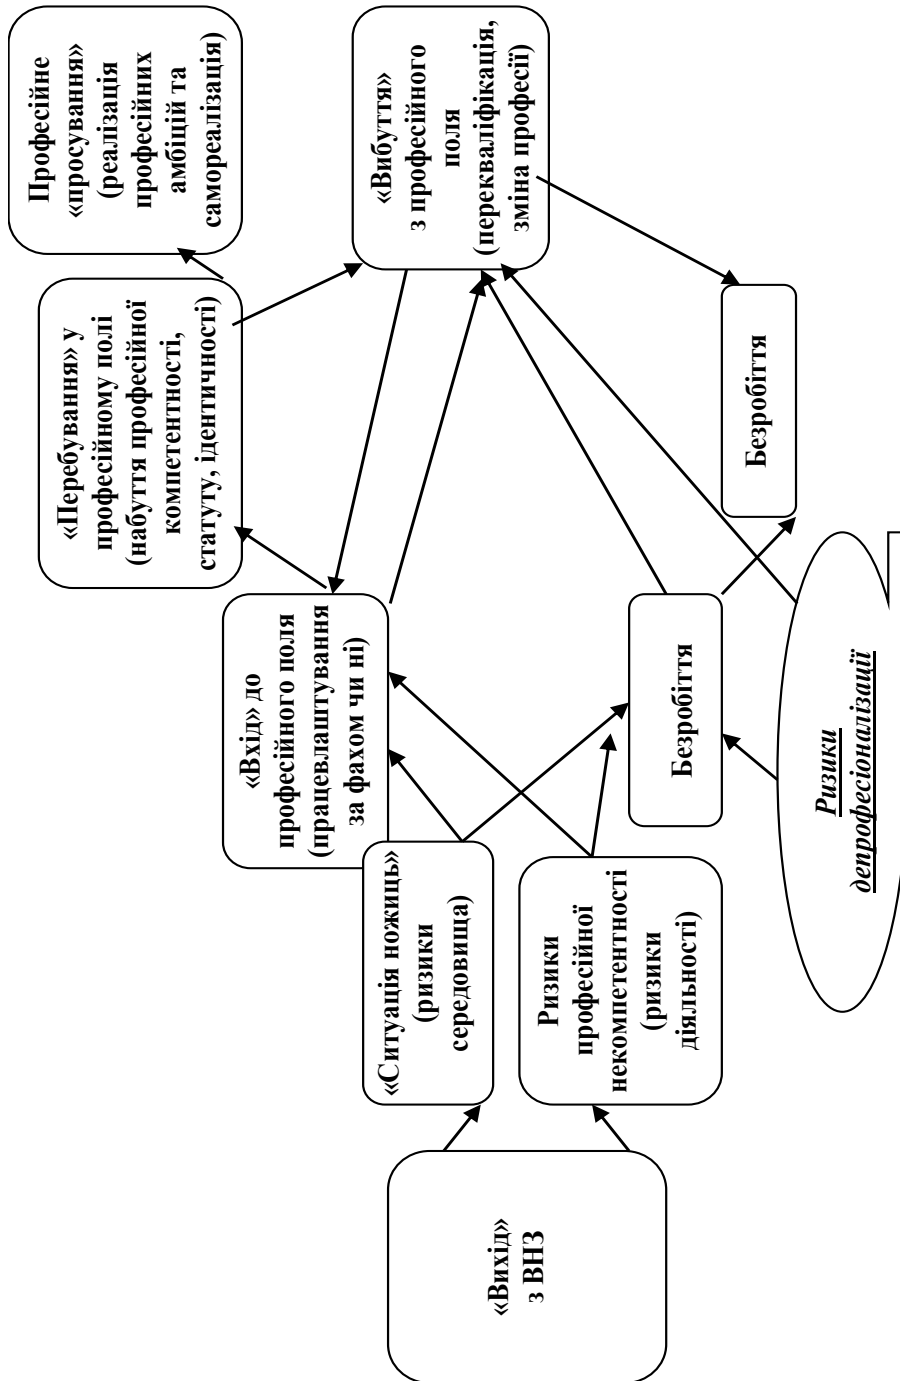 «Вихід»
з ВНЗ
«Ситуація ножиць»
(ризики
середовища)
Ризики
професійної
некомпетентності
(ризики
діяльності)
«Вхід» до
професійного поля
(працевлаштування
за фахом чи ні)
Безробіття
Ризики
депрофесіоналізації
«Перебування» у
професійному полі
(набуття професійної
компетентності,
статуту, ідентичності)
Безробіття
Професійне
«просування»
(реалізація
професійних
амбіцій та
самореалізація)
«Вибуття»
з професійного
поля
(перекваліфікація,
зміна професії)